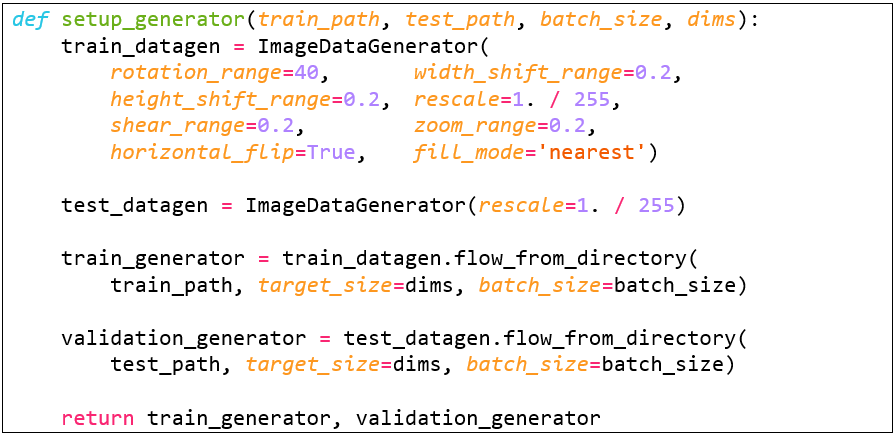 def setup_generator(train_path, test_path, batch_size, dims):
    train_datagen = ImageDataGenerator(
        rotation_range=40,       width_shift_range=0.2,
        height_shift_range=0.2,  rescale=1. / 255,
        shear_range=0.2,         zoom_range=0.2,
        horizontal_flip=True,    fill_mode='nearest')

    test_datagen = ImageDataGenerator(rescale=1. / 255)

    train_generator = train_datagen.flow_from_directory(
        train_path, target_size=dims, batch_size=batch_size)

    validation_generator = test_datagen.flow_from_directory(
        test_path, target_size=dims, batch_size=batch_size)

    return train_generator, validation_generator